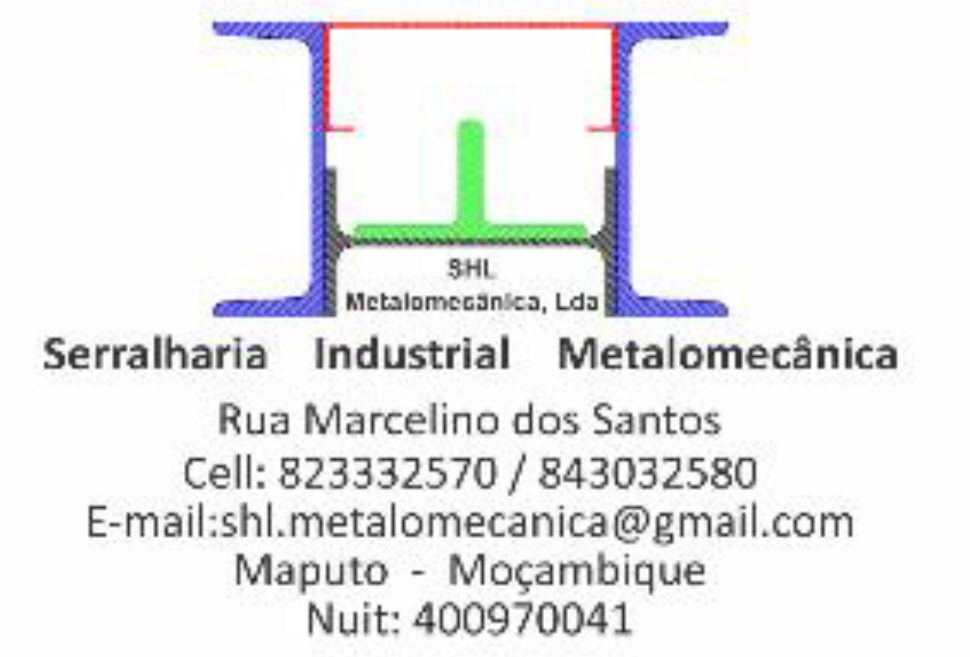 SHL
Metalomecânica, Lda
Serralharia Industrial Metalomecânica
Rua Marcelino dos Santos
Cell: 823332570 / 843032580
E-mail:shl.metalomecanica@gmail.com
Maputo - Moçambique
Nuit: 400970041